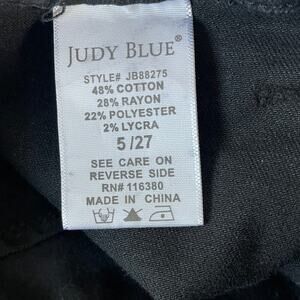 JUDY BLUE®
STYLE# JB88275
48% COTTON
28% RAYON
22% POLYESTER
2% LYCRA
5/27
SEE CARE ON
REVERSE SIDE
RN# 116380
MADE IN CHINA